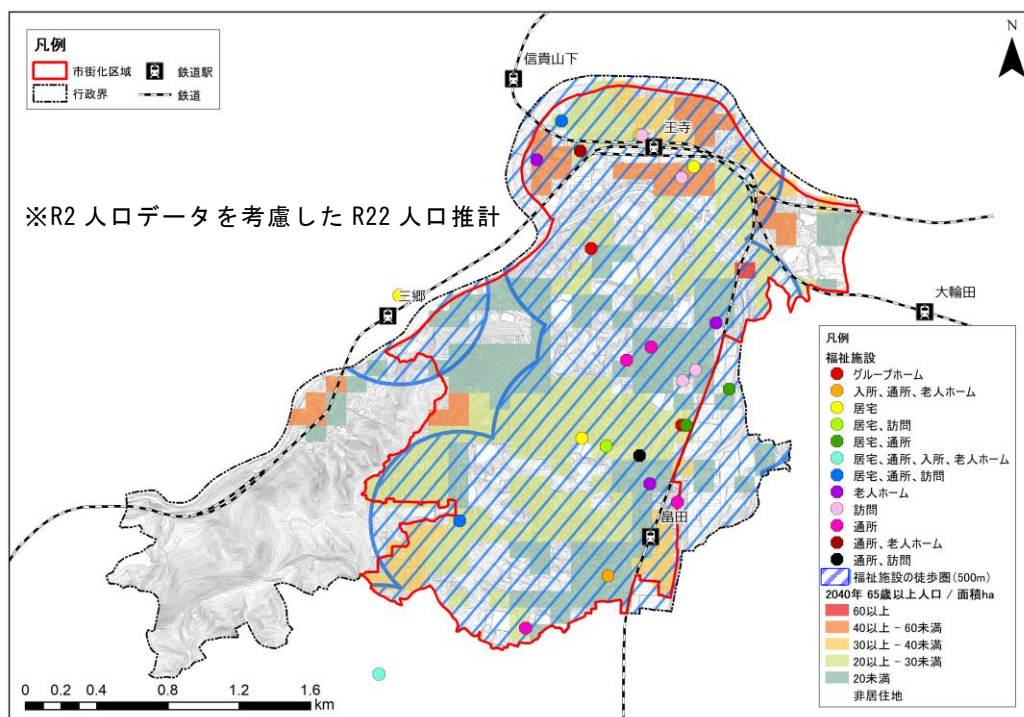 凡例
市街化区域
鉄道駅
行政界
鉄道
N
信貴山下
王寺
※R2 人口データを考慮した R22 人口推計
三郷
大輪田
畠田
凡例
福祉施設
グループホーム
入所、通所、老人ホーム
居宅
居宅、訪問
居宅、通所
居宅、通所、入所、老人ホーム
居宅、通所、訪問
老人ホーム
訪問
通所
通所、老人ホーム
通所、訪問
福祉施設の徒歩圏(500m)
2040年 65歳以上人口 / 面積ha
60以上
40以上 - 60未満
30以上 - 40未満
20以上 - 30未満
20未満
非居住地
0 0.2 0.4 0.8 1.2 1.6
km